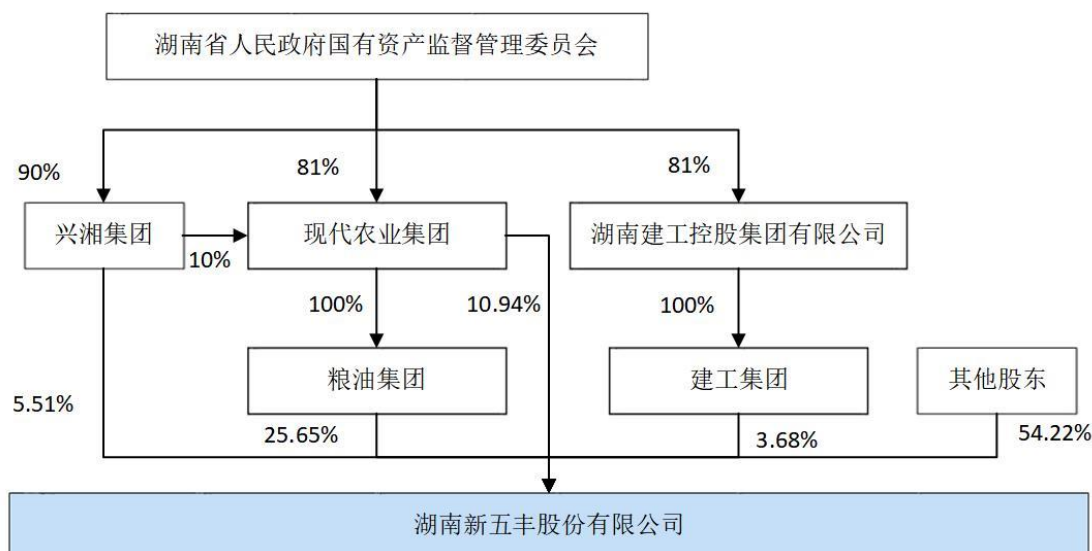 湖南省人民政府国有资产监督管理委员会
90%
81%
81%
兴湘集团
10%
现代农业集团
湖南建工控股集团有限公司
100%
10.94%
100%
粮油集团
建工集团
其他股东
5.51%
25.65%
3.68%
54.22%
湖南新五丰股份有限公司